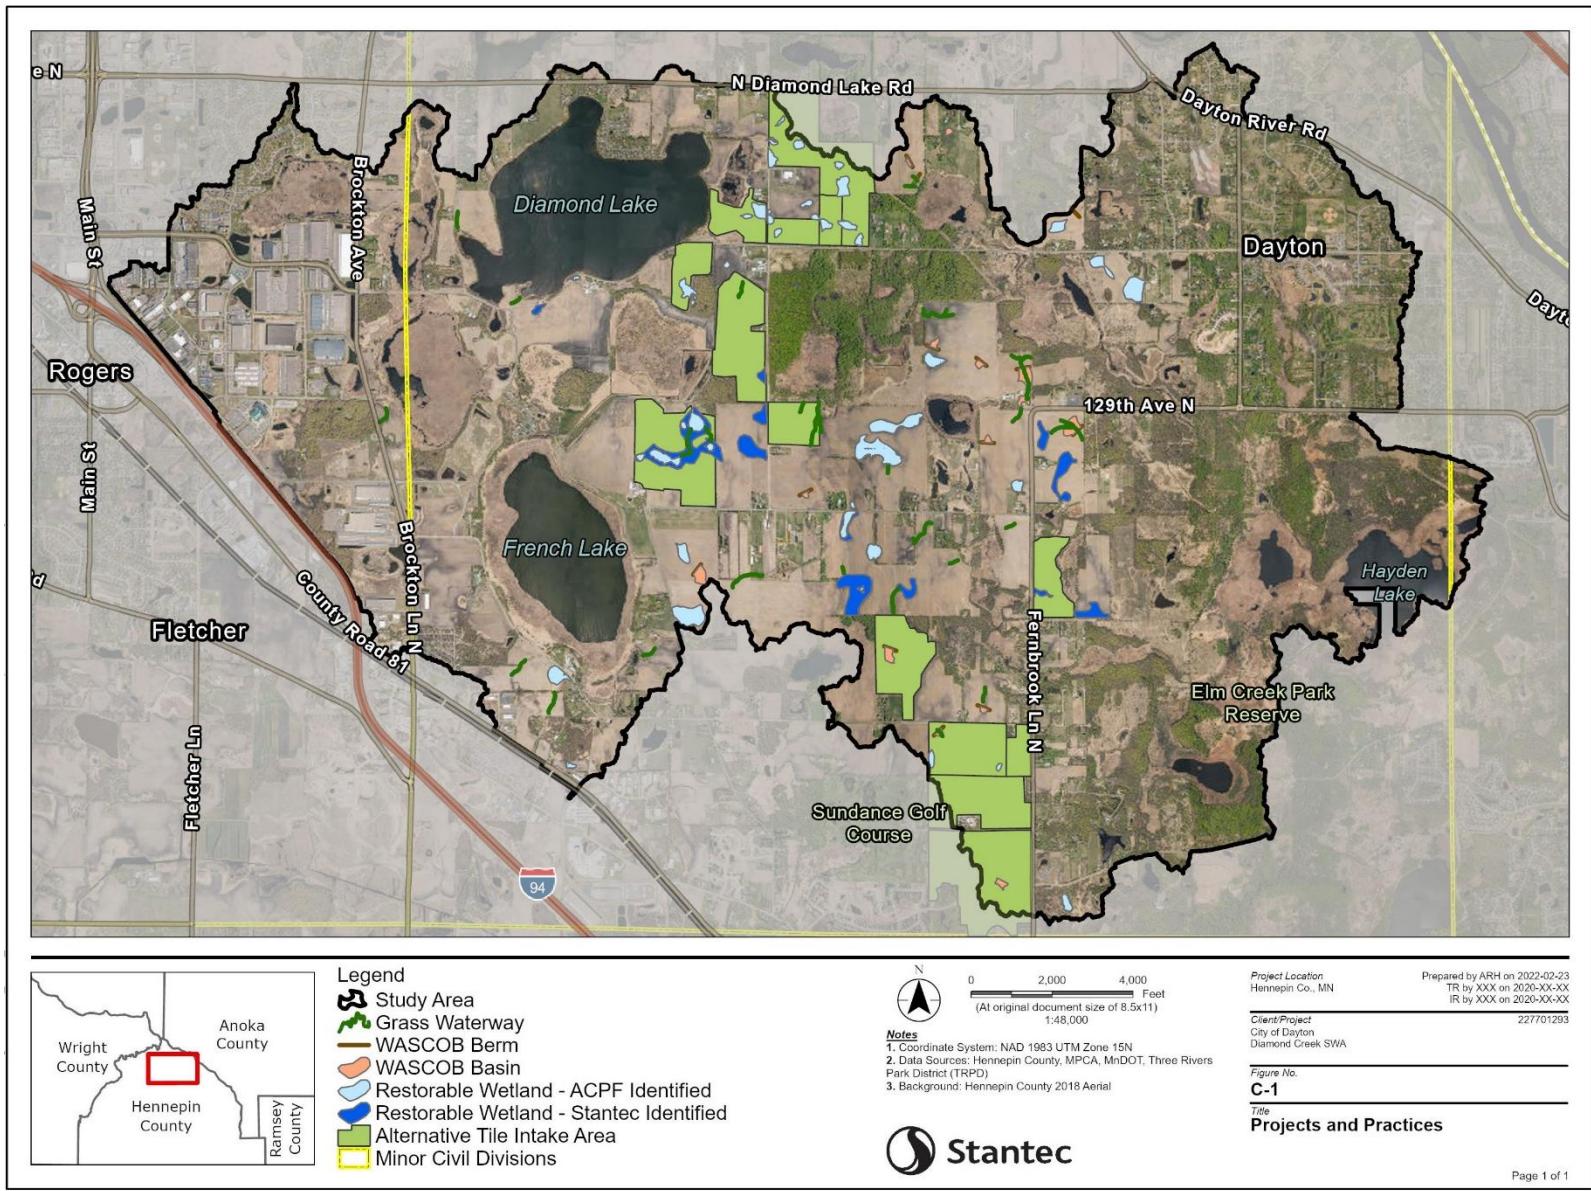 e N
N Diamond Lake Rd
Dayton River Rd
Brockton Ave
Main St
Diamond Lake
Dayton
Rogers
129th Ave N
Main St
Brockton Ln N
French Lake
Hayden
Lake
County Road 81
Fletcher
Fernbrook Ln N
Elm Creek Park
Reserve
Fletcher Ln
Sundance Golf
Course
94
Wright
County
Anoka
County
Hennepin
County
Ramsey
County
Legend
Study Area
Grass Waterway
WASCOB Berm
WASCOB Basin
Restorable Wetland - ACPF Identified
Restorable Wetland - Stantec Identified
Alternative Tile Intake Area
Minor Civil Divisions
N
0 2,000 4,000
Feet
(At original document size of 8.5x11)
1:48,000
Notes
1. Coordinate System: NAD 1983 UTM Zone 15N
2. Data Sources: Hennepin County, MPCA, MnDOT, Three Rivers
Park District (TRPD)
3. Background: Hennepin County 2018 Aerial
Stantec
Project Location
Hennepin Co., MN
Prepared by ARH on 2022-02-23
TR by XXX on 2020-XX-XX
IR by XXX on 2020-XX-XX
Client/Project 227701293
City of Dayton
Diamond Creek SWA
Figure No.
C-1
Title
Projects and Practices
Page 1 of 1